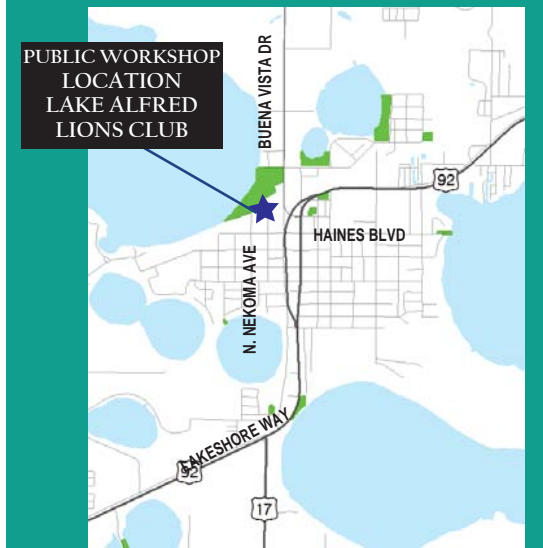 PUBLIC WORKSHOP
LOCATION
LAKE ALFRED
LIONS CLUB
BUENA VISTA DR
92
HAINES BLVD
N. NEKOMA AVE
LAKESHORE WAY
92
17